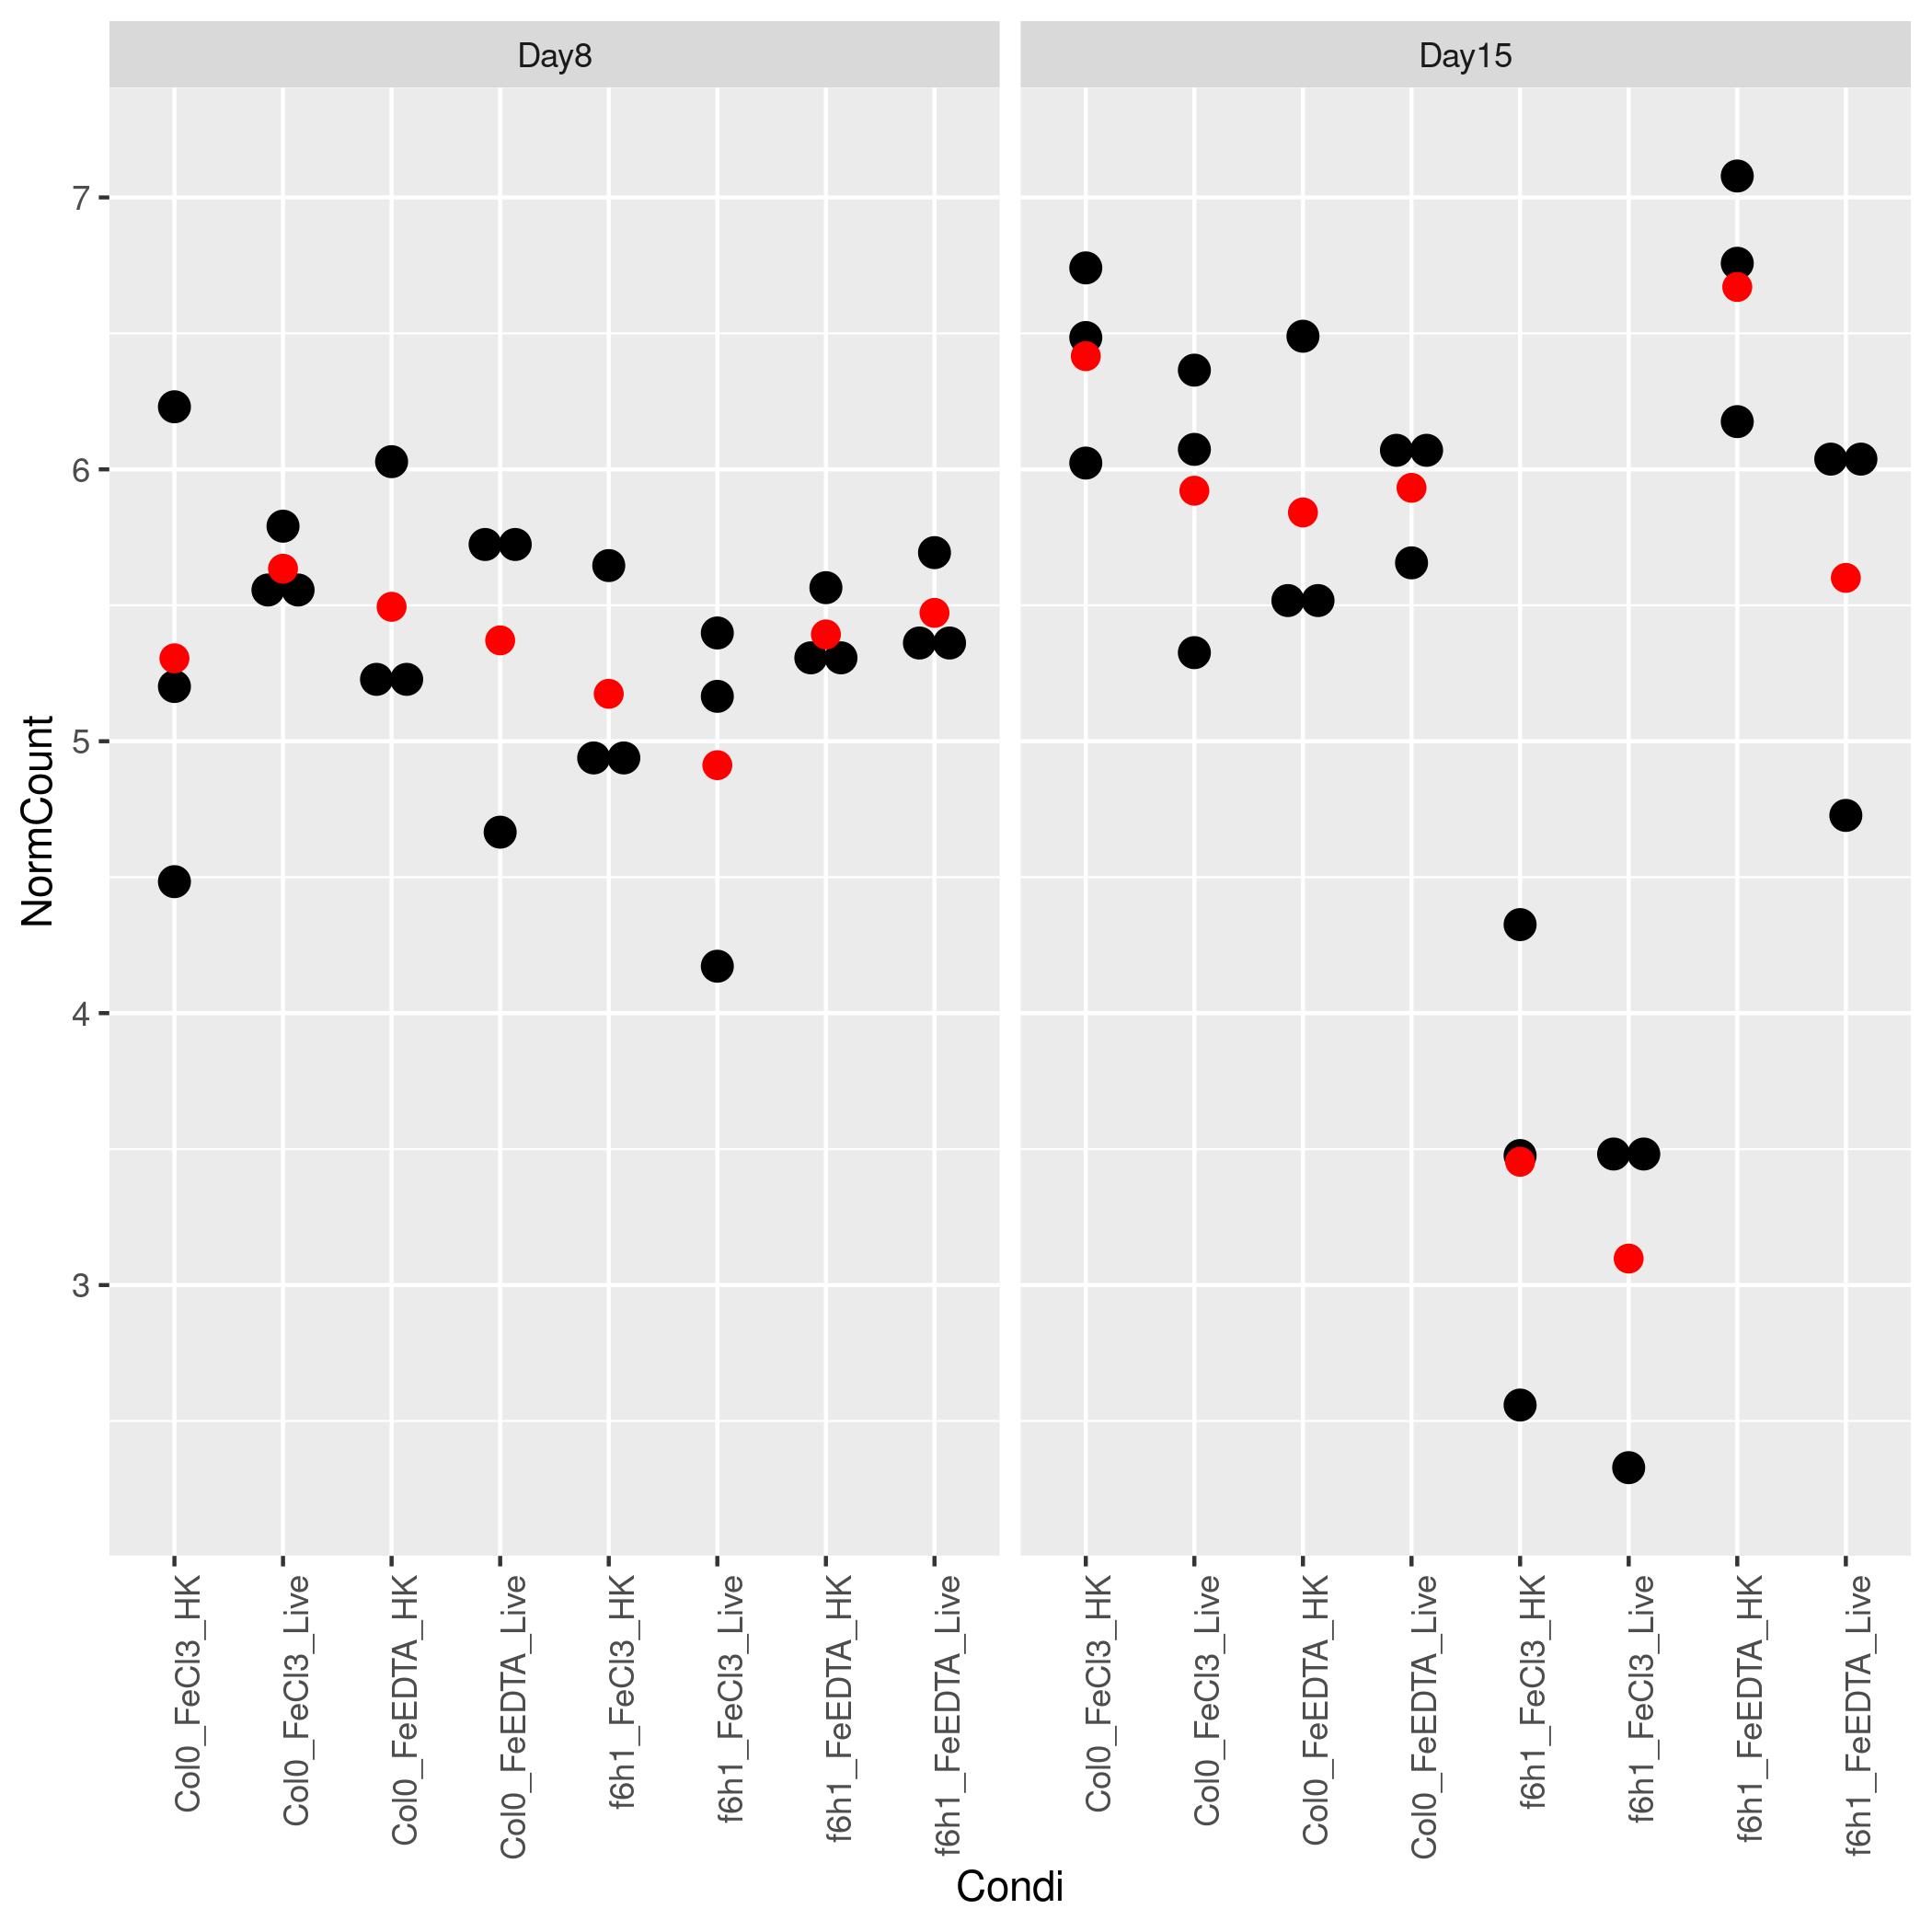 Day8
Day15
7
6
5
4
3
NormCount
Col0_FeCl3_HK
Col0_FeCl3_Live
Col0_FeEDTA_HK
Col0_FeEDTA_Live
f6h1_FeCl3_HK
f6h1_FeCl3_Live
f6h1_FeEDTA_HK
f6h1_FeEDTA_Live
Col0_FeCl3_HK
Col0_FeCl3_Live
Col0_FeEDTA_HK
Col0_FeEDTA_Live
f6h1_FeCl3_HK
f6h1_FeCl3_Live
f6h1_FeEDTA_HK
f6h1_FeEDTA_Live
Condi